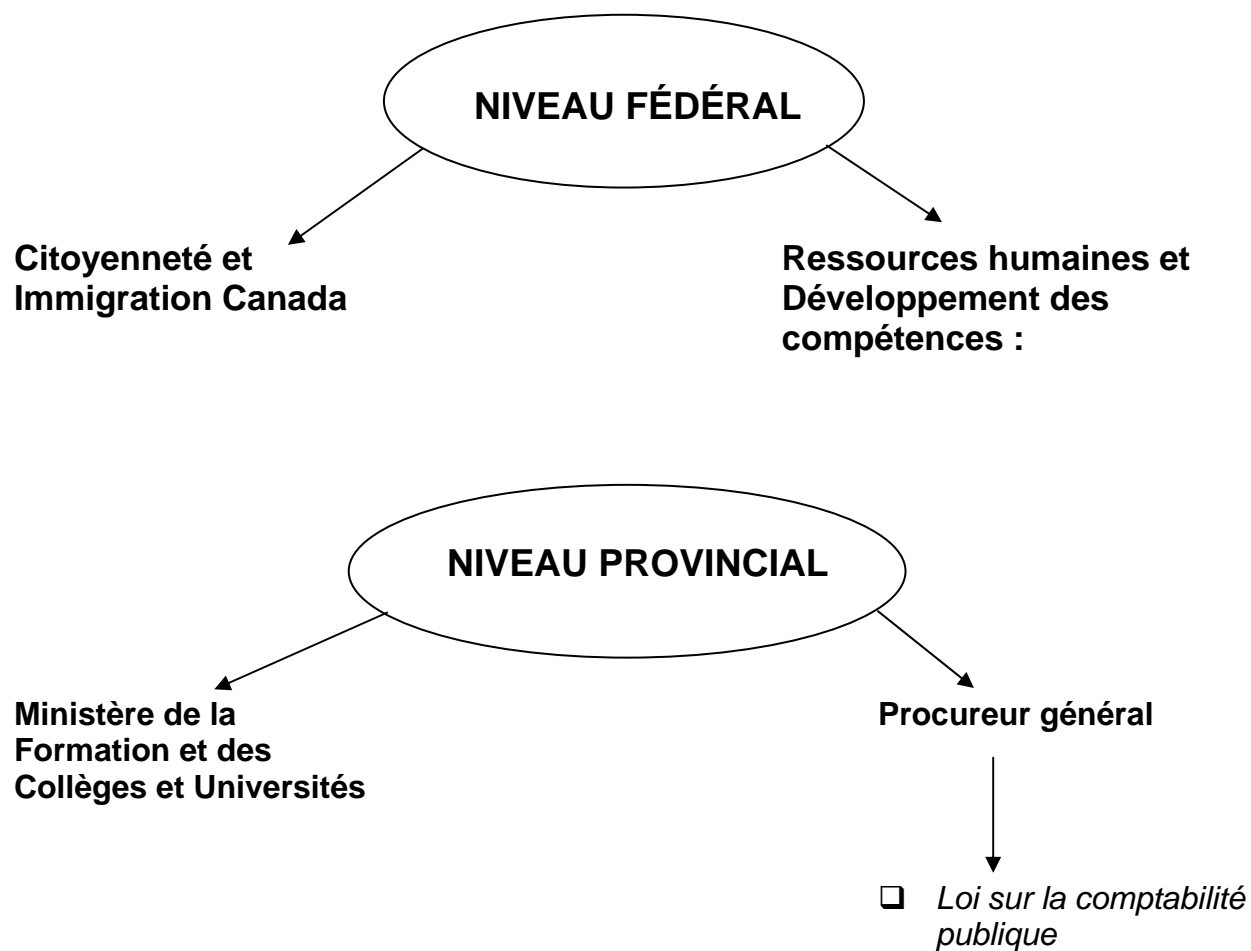 NIVEAU FÉDÉRAL
Citoyenneté et
Immigration Canada
Ressources humaines et
Développement des
compétences :
NIVEAU PROVINCIAL
Ministère de la
Formation et des
Collèges et Universités
Procureur général
❑ Loi sur la comptabilité
publique